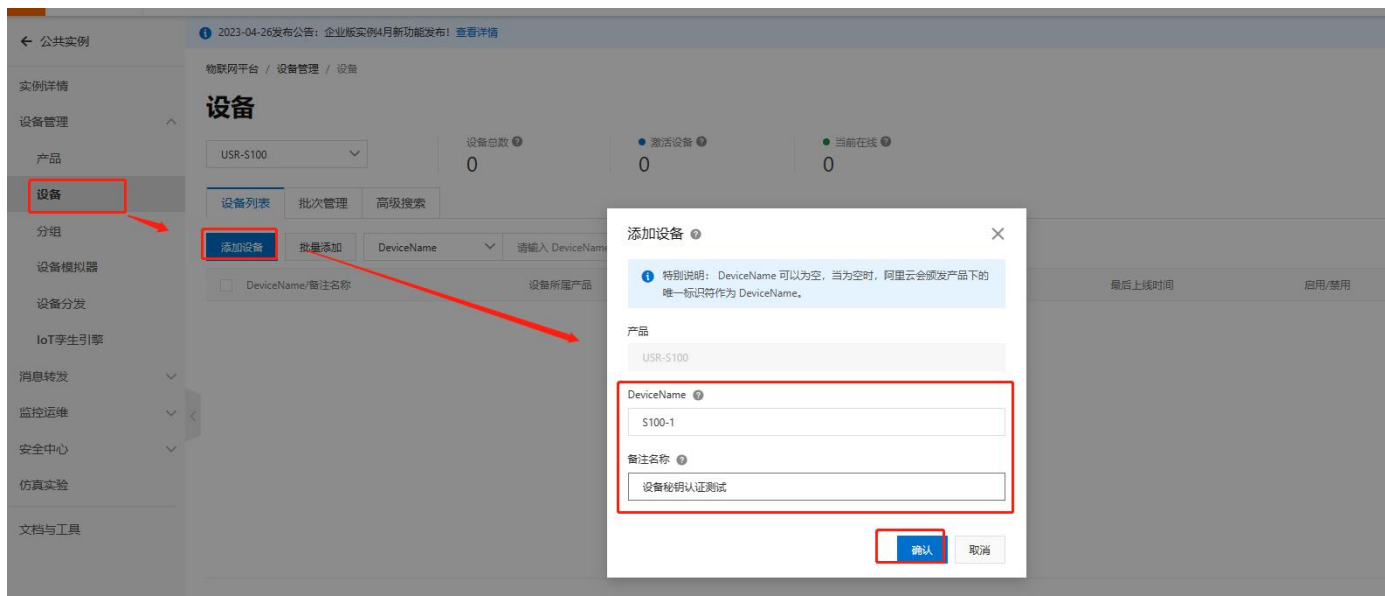 公共实例
2023-04-26发布公告：企业版实例4月新功能发布！查看详情
实例详情
设备管理
产品
设备
分组
设备模拟器
设备分发
IoT孪生引擎
消息转发
监控运维
安全中心
仿真实验
文档与工具
物联网平台 / 设备管理 / 设备
设备
USR-S100
设备总数
0
激活设备
0
当前在线
0
设备列表 批次管理 高级搜索
添加设备 批量添加 DeviceName 请输入 DeviceName
DeviceName/备注名称 设备所属产品 最后上线时间 启用/禁用
添加设备
特别说明： DeviceName 可以为空，当为空时，阿里云会颁发产品下的
唯一标识符作为 DeviceName。
产品
USR-S100
DeviceName
S100-1
备注名称
设备秘钥认证测试
确认 取消